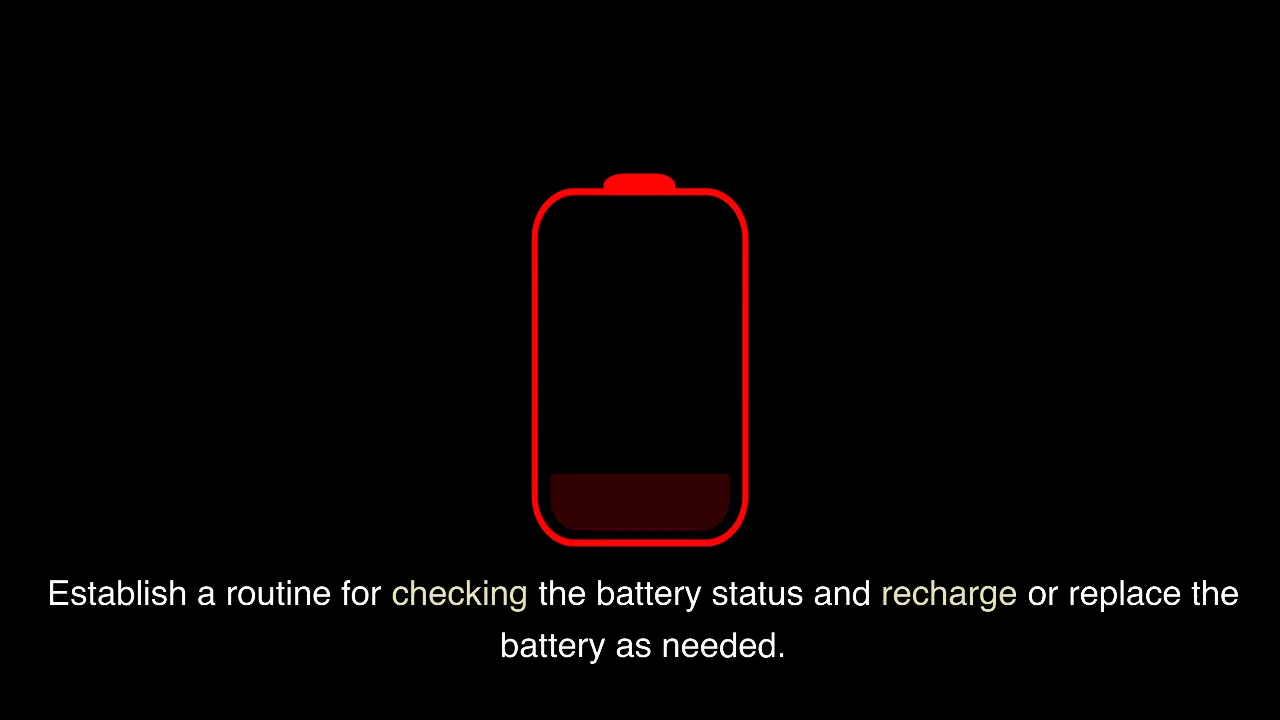 Establish a routine for checking the battery status and recharge or replace the
battery as needed.